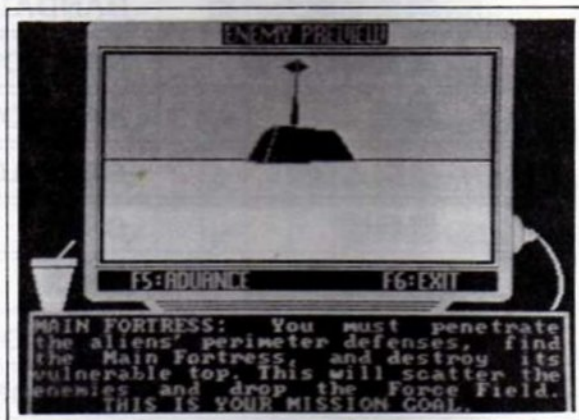 ENEMY PREVIEW
F5:ADVANCE F6:EXIT
MAIN FORTRESS: You must penetrate
the aliens' perimeter defenses, find
the Main Fortress, and destroy its
vulnerable top. This will scatter the
enemies and drop the Force Field.
THIS IS YOUR MISSION GOAL.